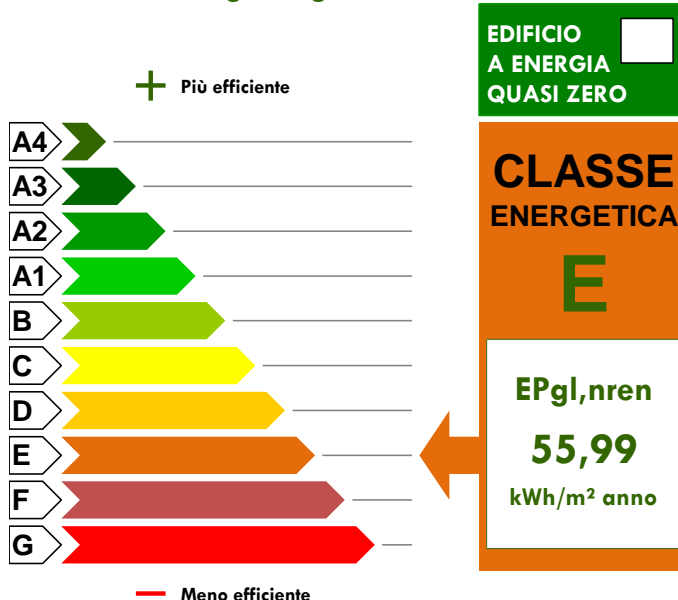 EDIFICIO
A ENERGIA
QUASI ZERO
Più efficiente
A4
A3
A2
A1
B
C
D
E
F
G
Meno efficiente
CLASSE
ENERGETICA
E
EPgl,nren
55,99
kWh/m² anno